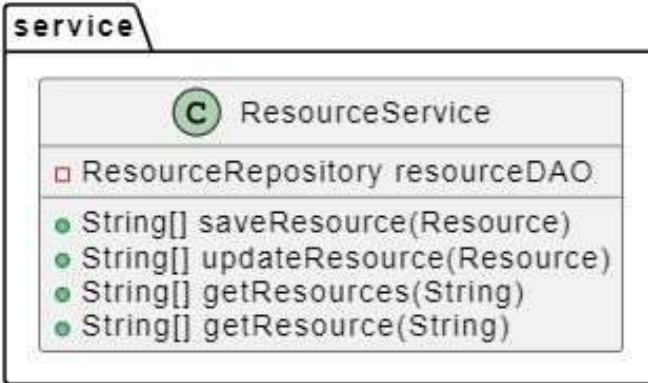 service
C ResourceService
ResourceRepository resourceDAO
String[] saveResource(Resource)
String[] updateResource(Resource)
String[] getResources(String)
String[] getResource(String)